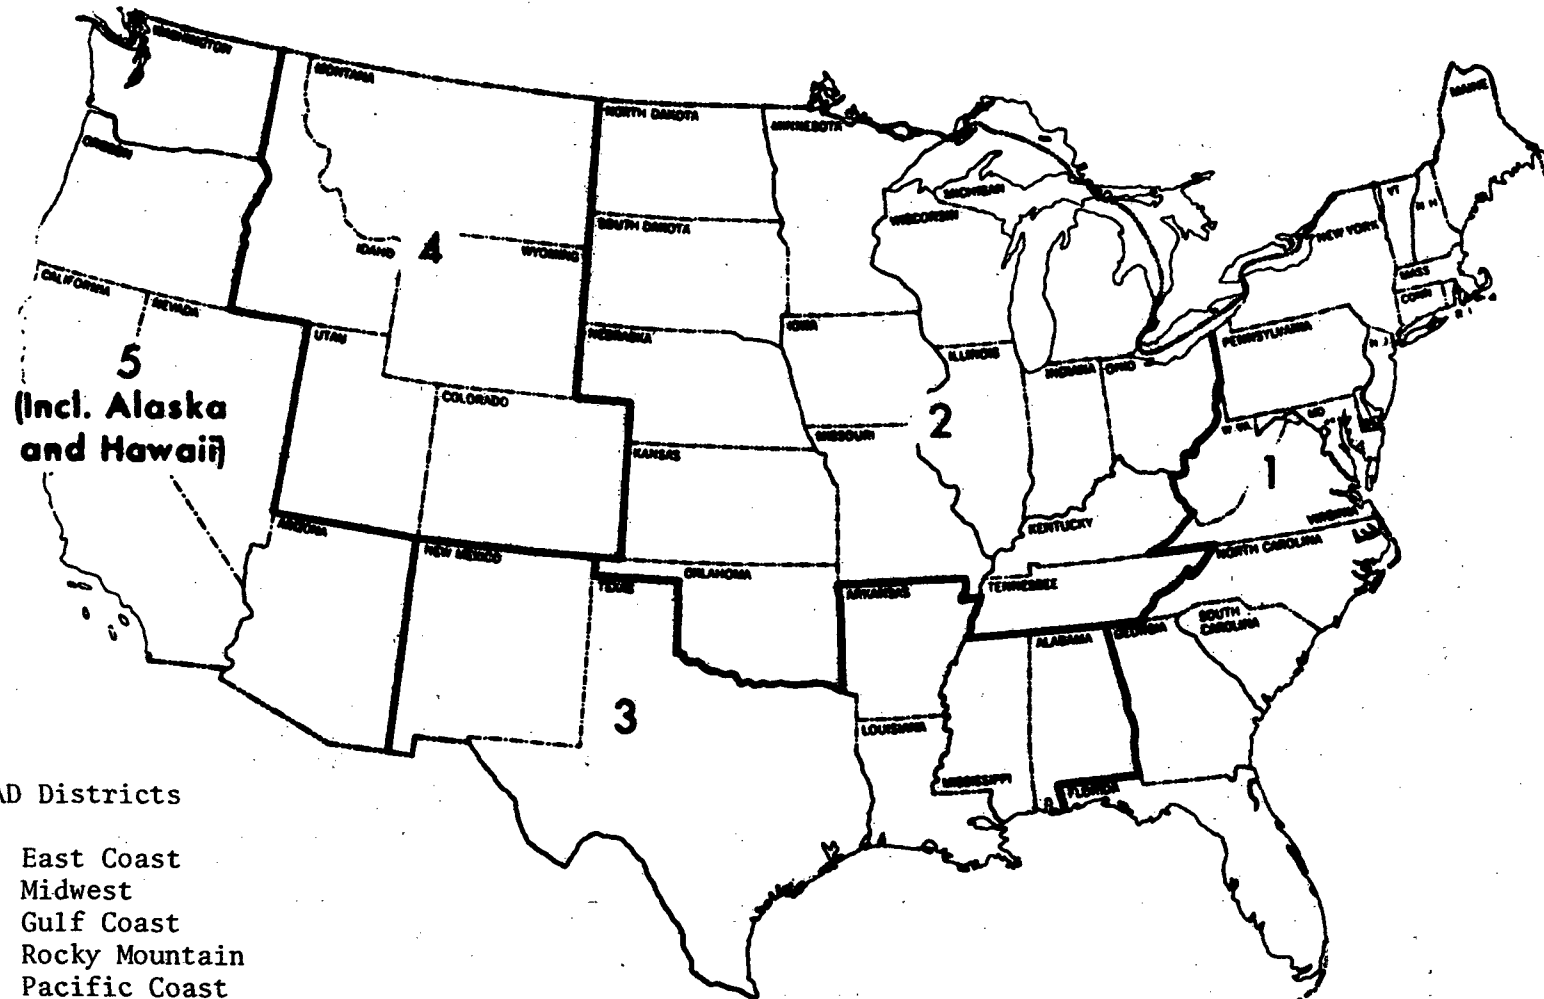 WASHINGTON
MONTANA
NORTH DAKOTA
MINNESOTA
MAINE
OREGON
MICHIGAN
WISCONSIN
VT
N H
NEW YORK
SOUTH DAKOTA
IDAHO
4
WYOMING
CALIFORNIA
NEVADA
MASS
CONN
R I
UTAH
NEBRASKA
IOWA
ILLINOIS
INDIANA
OHIO
PENNSYLVANIA
N J
5
(Incl. Alaska
and Hawaii)
COLORADO
2
MD
W. VA.
KANSAS
MISSOURI
1
ARIZONA
NEW MEXICO
KENTUCKY
VIRGINIA
NORTH CAROLINA
TEXAS
OKLAHOMA
ARKANSAS
TENNESSEE
SOUTH
CAROLINA
ALABAMA
GEORGIA
3
LOUISIANA
MISSISSIPPI
FLORIDA
AD Districts
East Coast
Midwest
Gulf Coast
Rocky Mountain
Pacific Coast